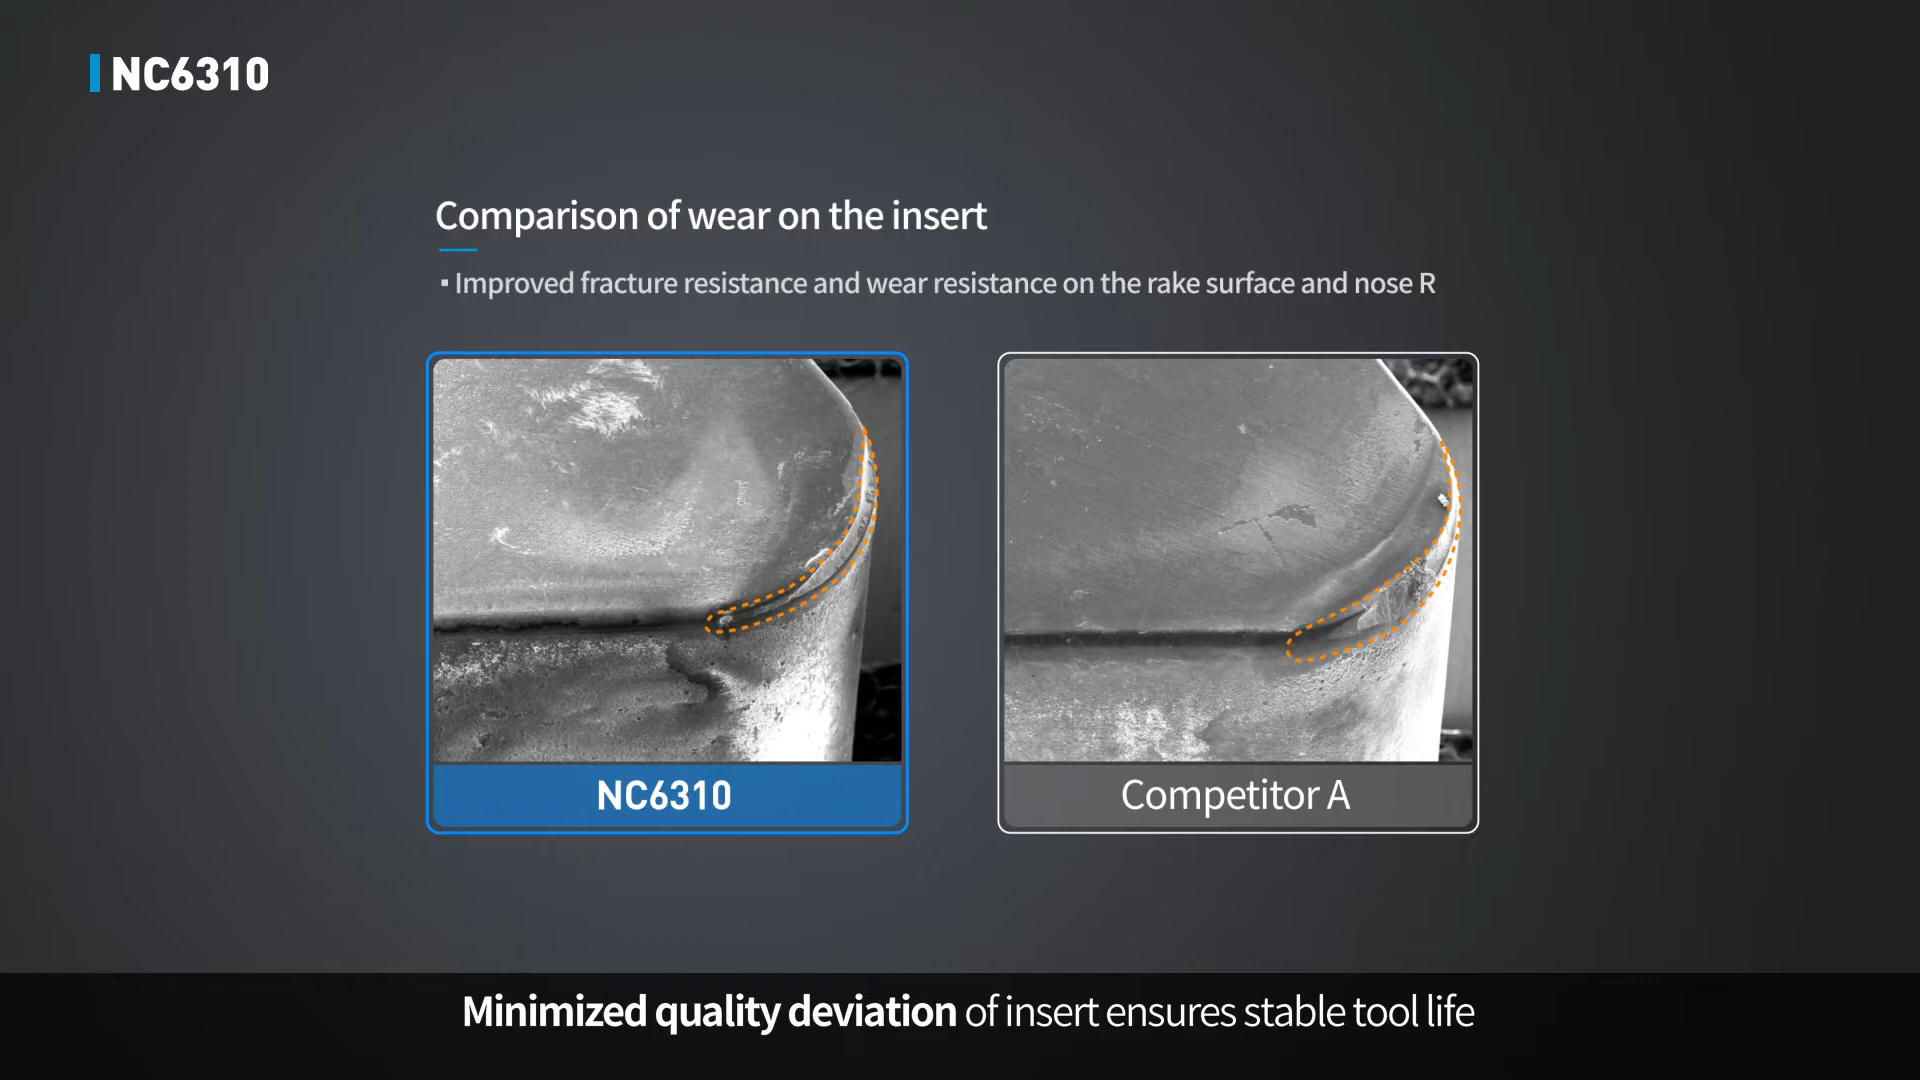 NC6310
Comparison of wear on the insert
▪ Improved fracture resistance and wear resistance on the rake surface and nose R
NC6310
Competitor A
Minimized quality deviation of insert ensures stable tool life